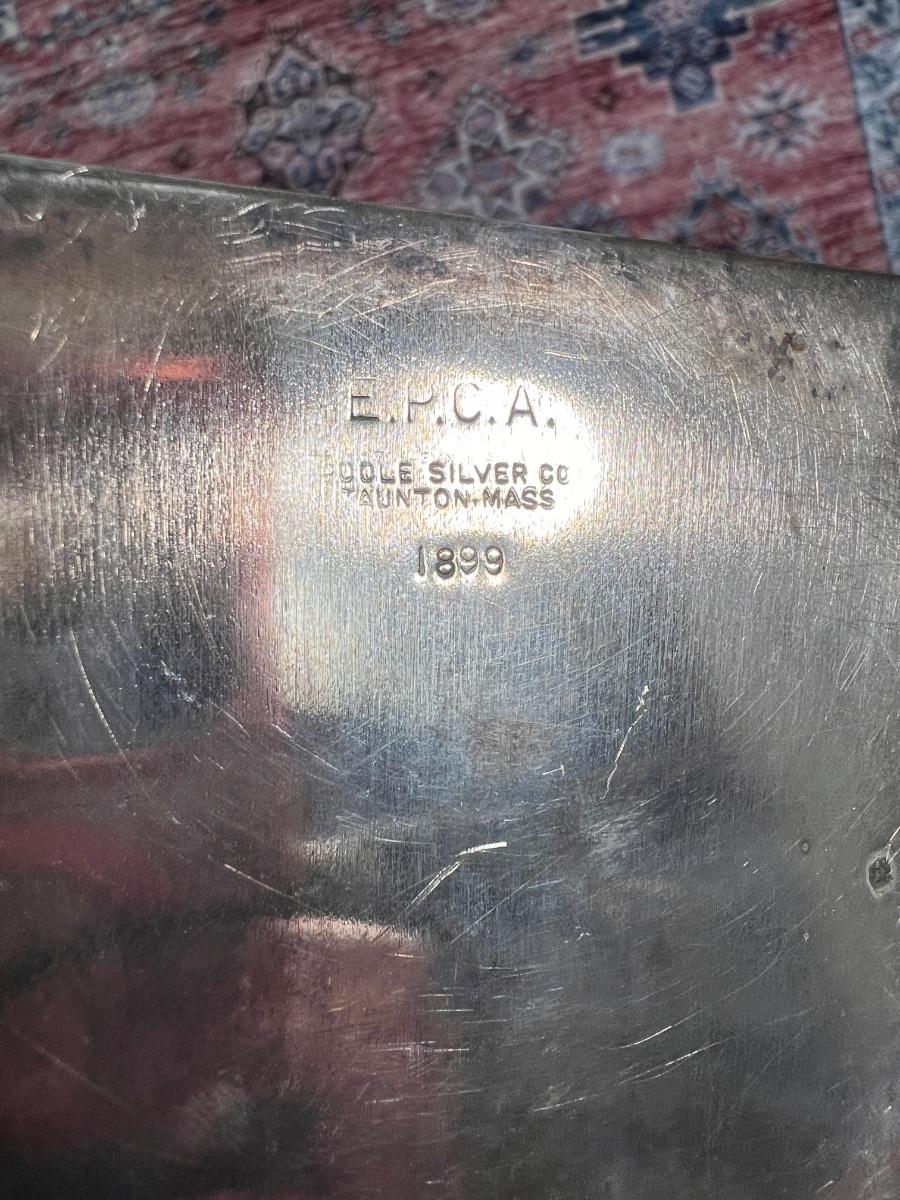 E.P.C.A.
POOLE SILVER CO
TAUNTON, MASS
1899